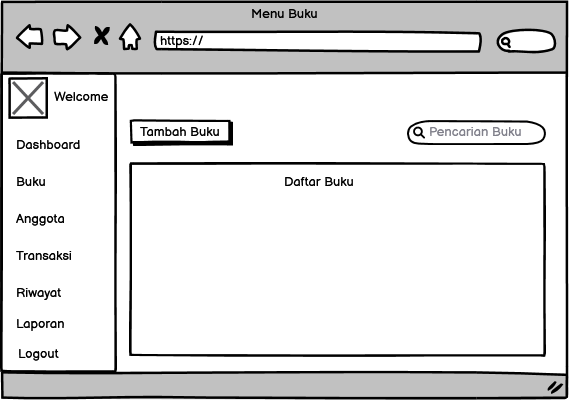 Menu Buku
https://
Welcome
Dashboard
Buku
Anggota
Transaksi
Riwayat
Laporan
Logout
Tambah Buku
Pencarian Buku
Daftar Buku